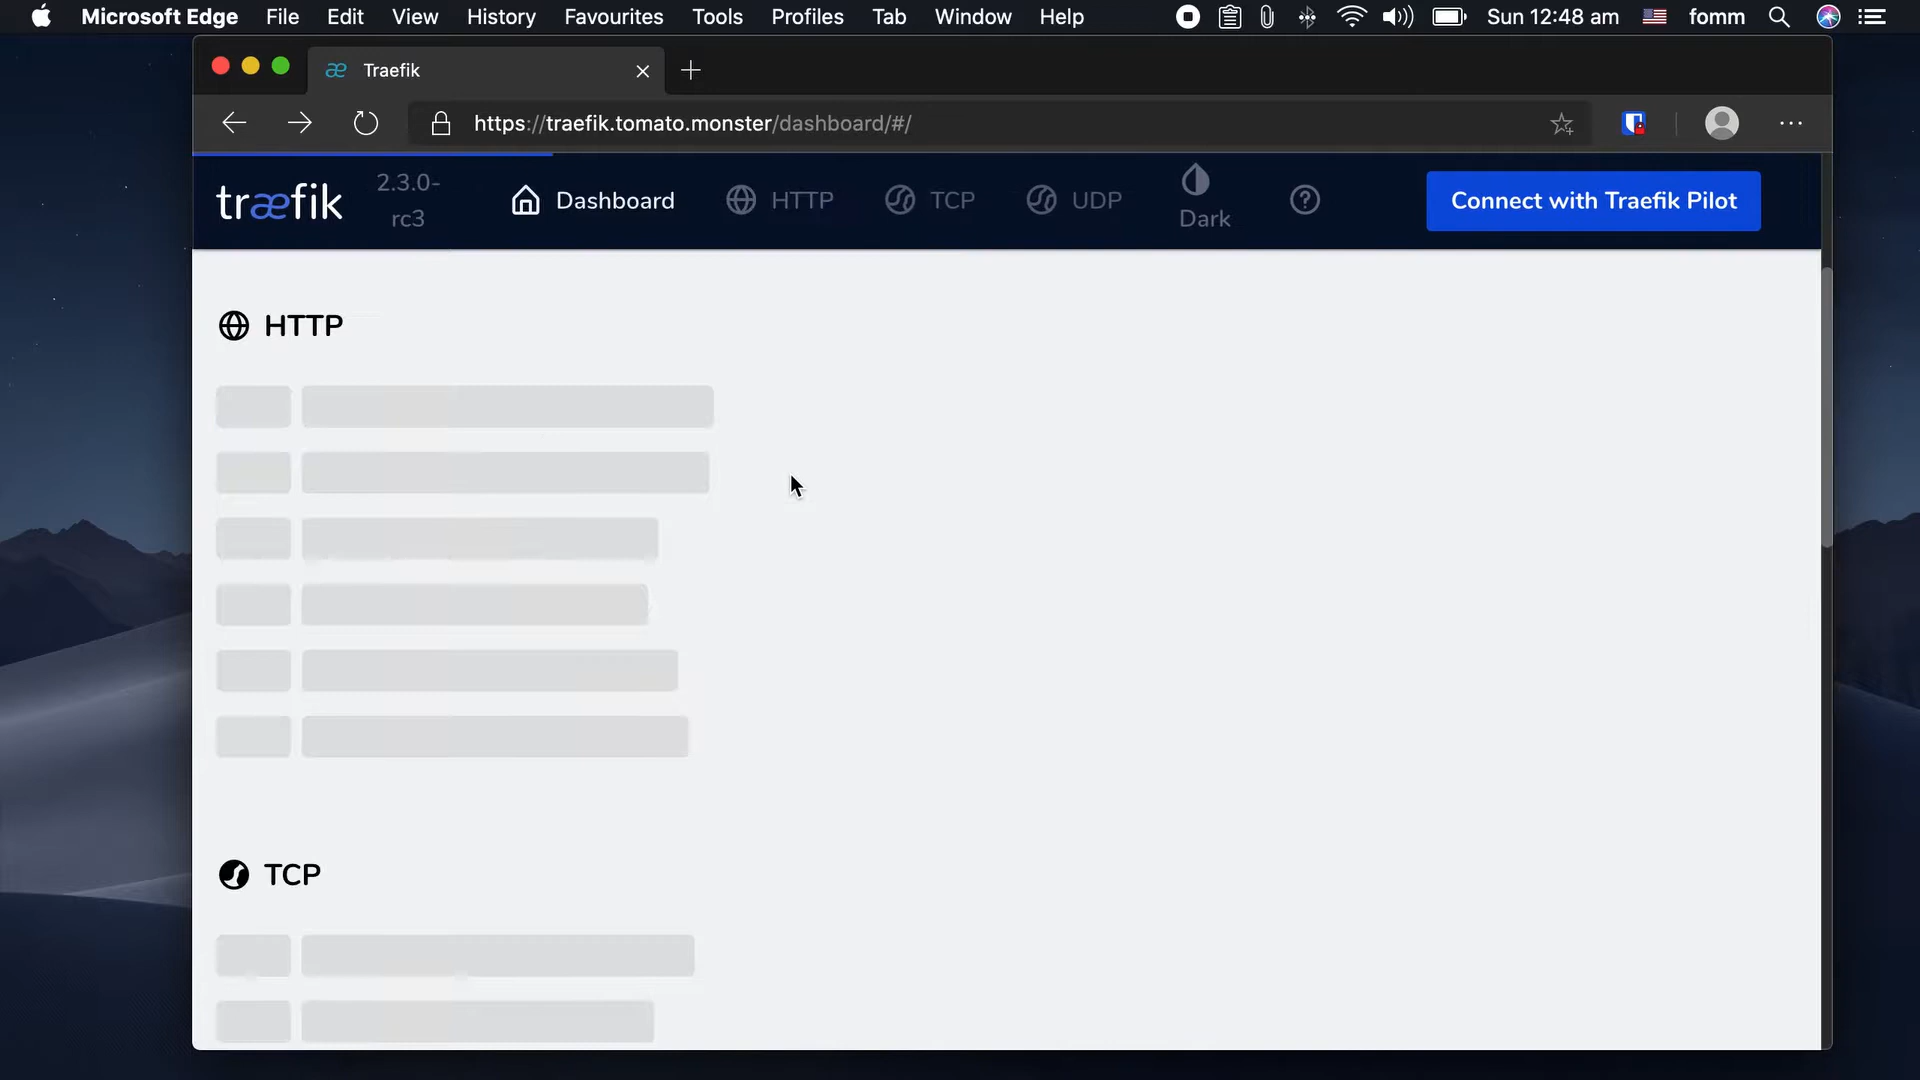 Microsoft Edge File Edit View History Favourites Tools Profiles Tab Window Help Sun 12:48 am fomm
Traefik
https://traefik.tomato.monster/dashboard/#/
træfik 2.3.0-rc3 Dashboard HTTP TCP UDP Dark Connect with Traefik Pilot
HTTP
TCP